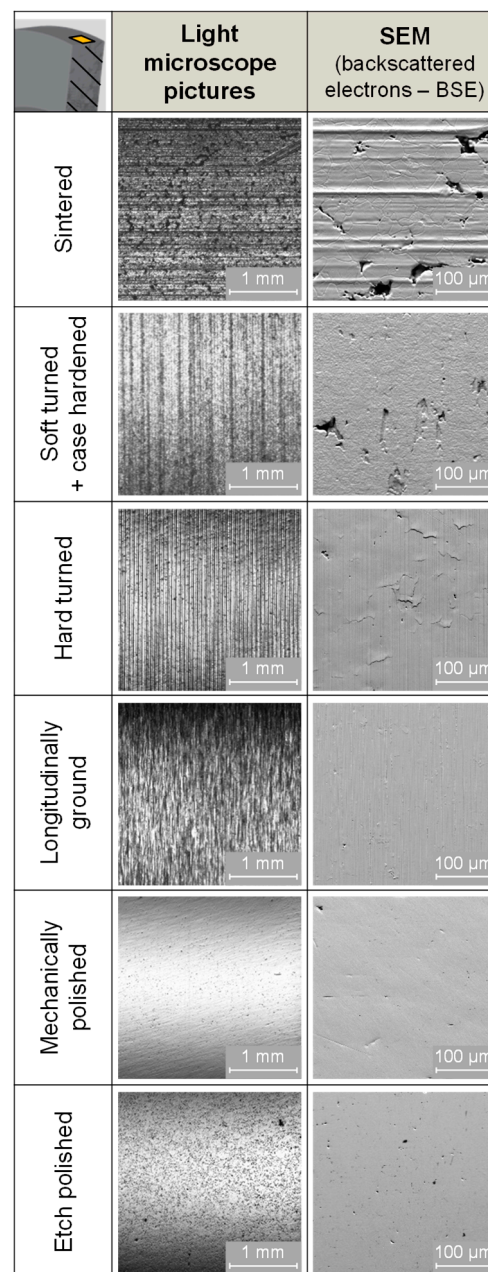 Light
microscope
pictures
SEM
(backscattered
electrons – BSE)
Sintered
1 mm
100 µm
Soft turned
+ case hardened
1 mm
100 µm
Hard turned
1 mm
100 µm
Longitudinally
ground
1 mm
100 µm
Mechanically
polished
1 mm
100 µm
Etch polished
1 mm
100 µm